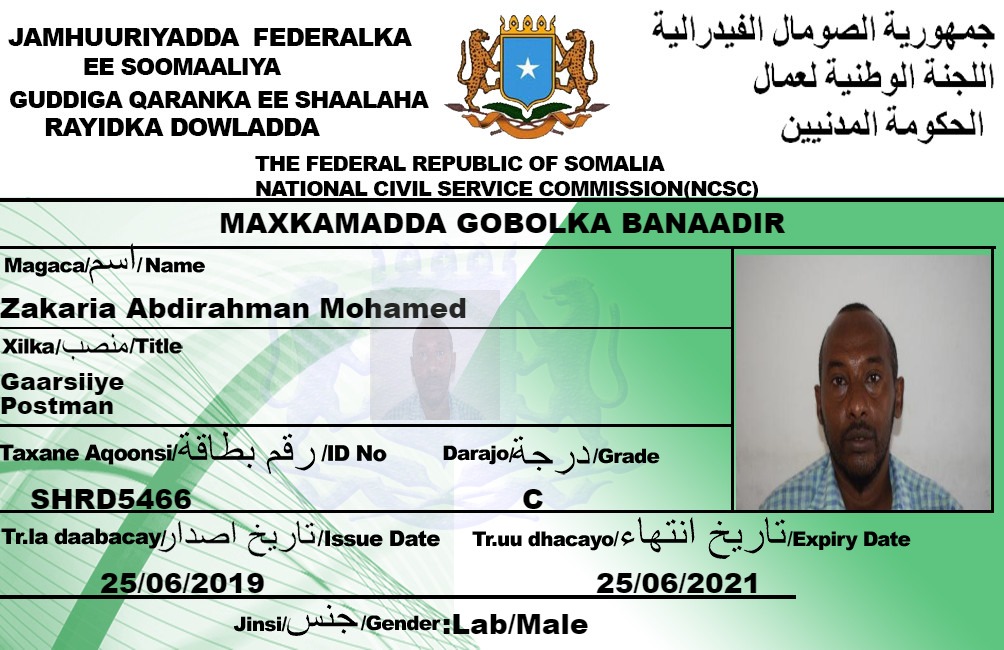 JAMHUURIYADDA FEDERALKA
EE SOOMAALIYA
GUDDIGA QARANKA EE SHAALAHA
RAYIDKA DOWLADDA
جمهورية الصومال الفيدرالية
اللجنة الوطنية لعمال
الحكومة المدنيين
THE FEDERAL REPUBLIC OF SOMALIA
NATIONAL CIVIL SERVICE COMMISSION(NCSC)
MAXKAMADDA GOBOLKA BANAADIR
Magaca/اسم/Name
Zakaria Abdirahman Mohamed
Xilka/منصب/Title
Gaarsiiye
Postman
Taxane Aqoonsi/رقم بطاقة/ID No Darajo/درجة/Grade
SHRD5466 C
Tr.la daabacay/تاريخ اصدار/Issue Date Tr.uu dhacayo/تاريخ انتهاء/Expiry Date
25/06/2019 25/06/2021
Jinsi/جنس/Gender:Lab/Male